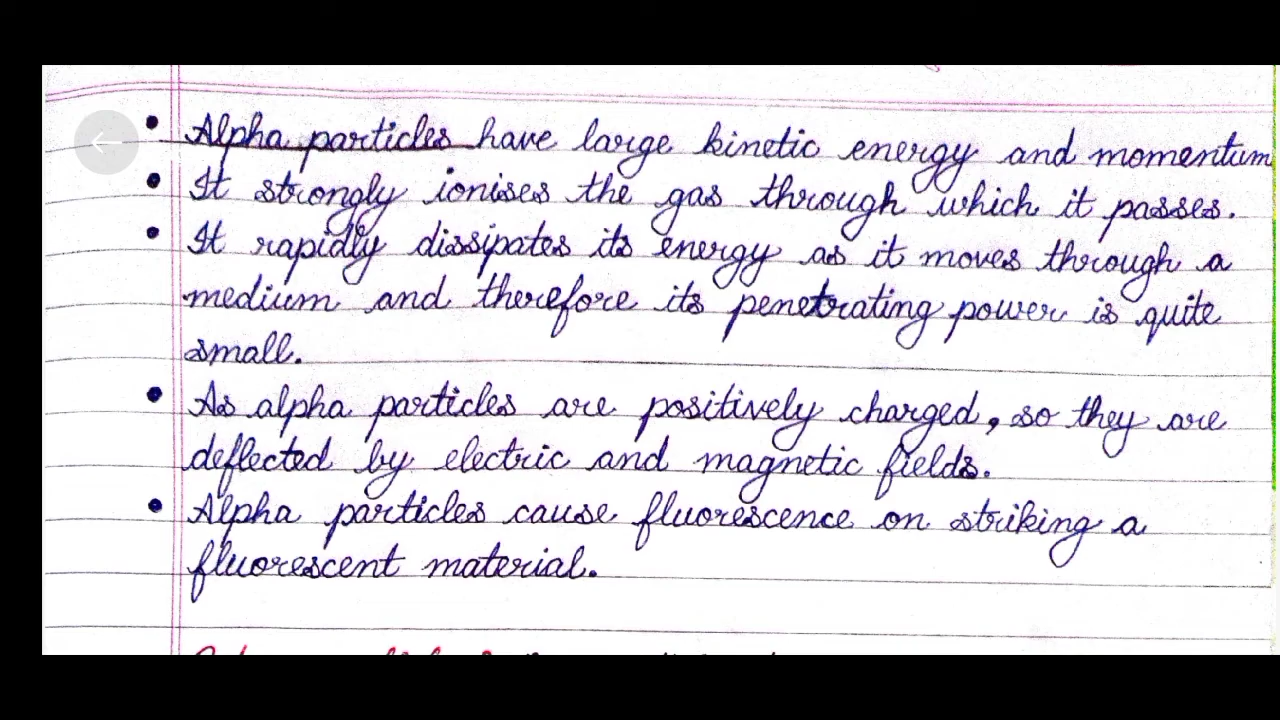 Alpha particles have large kinetic energy and momentum
It strongly ionises the gas through which it passes.
It rapidly dissipates its energy as it moves through a
medium and therefore its penetrating power is quite
small.
As alpha particles are positively charged, so they are
deflected by electric and magnetic fields.
Alpha particles cause fluorescence on striking a
fluorescent material.